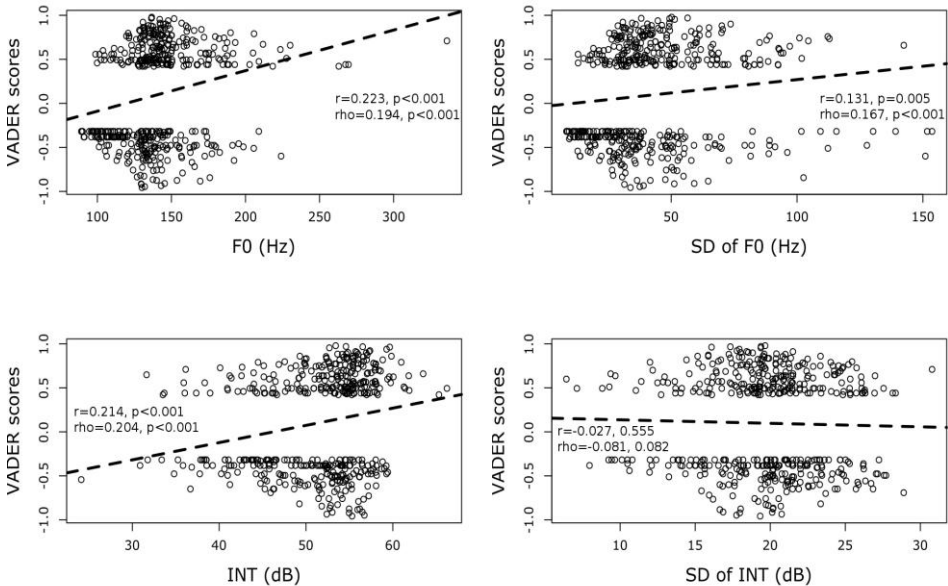 VADER scores
1.0
0.5
0.0
-0.5
-1.0
r=0.223, p<0.001
rho=0.194, p<0.001
100 150 200 250 300
F0 (Hz)
VADER scores
1.0
0.5
0.0
-0.5
-1.0
r=0.131, p=0.005
rho=0.167, p<0.001
50 100 150
SD of F0 (Hz)
VADER scores
1.0
0.5
0.0
-0.5
-1.0
r=0.214, p<0.001
rho=0.204, p<0.001
30 40 50 60
INT (dB)
VADER scores
1.0
0.5
0.0
-0.5
-1.0
r=-0.027, 0.555
rho=-0.081, 0.082
10 15 20 25 30
SD of INT (dB)